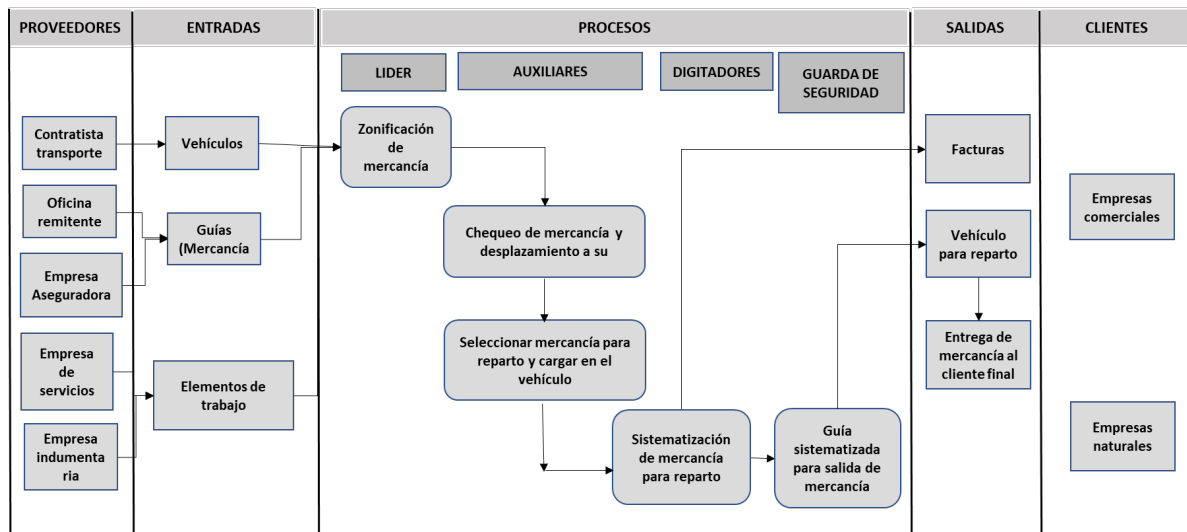 PROVEEDORES
ENTRADAS
PROCESOS
SALIDAS
CLIENTES
LIDER
AUXILIARES
DIGITADORES
GUARDA DE
SEGURIDAD
Contratista
transporte
Vehículos
Zonificación
de
mercancía
Facturas
Oficina
remitente
Guías
(Mercancía
Empresa
Aseguradora
Chequeo de mercancía y
desplazamiento a su
Vehículo
para reparto
Empresas
comerciales
Empresa
de
servicios
Elementos de
trabajo
Seleccionar mercancía para
reparto y cargar en el
vehículo
Entrega de
mercancía al
cliente final
Empresa
indumenta
ria
Sistematización
de mercancía
para reparto
Guía
sistematizada
para salida de
mercancía
Empresas
naturales